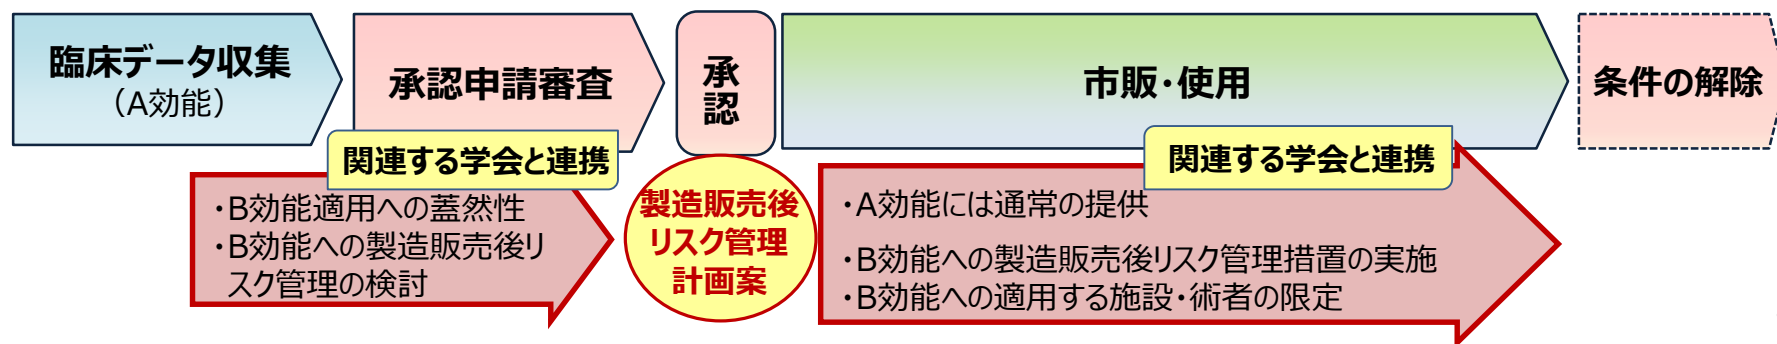 臨床データ収集
（A効能）
承認申請審査
承
認
市販・使用
条件の解除
関連する学会と連携
・B効能適用への蓋然性
・B効能への製造販売後リ
スク管理の検討
製造販売後
リスク管理
計画案
関連する学会と連携
・A効能には通常の提供
・B効能への製造販売後リスク管理措置の実施
・B効能への適用する施設・術者の限定